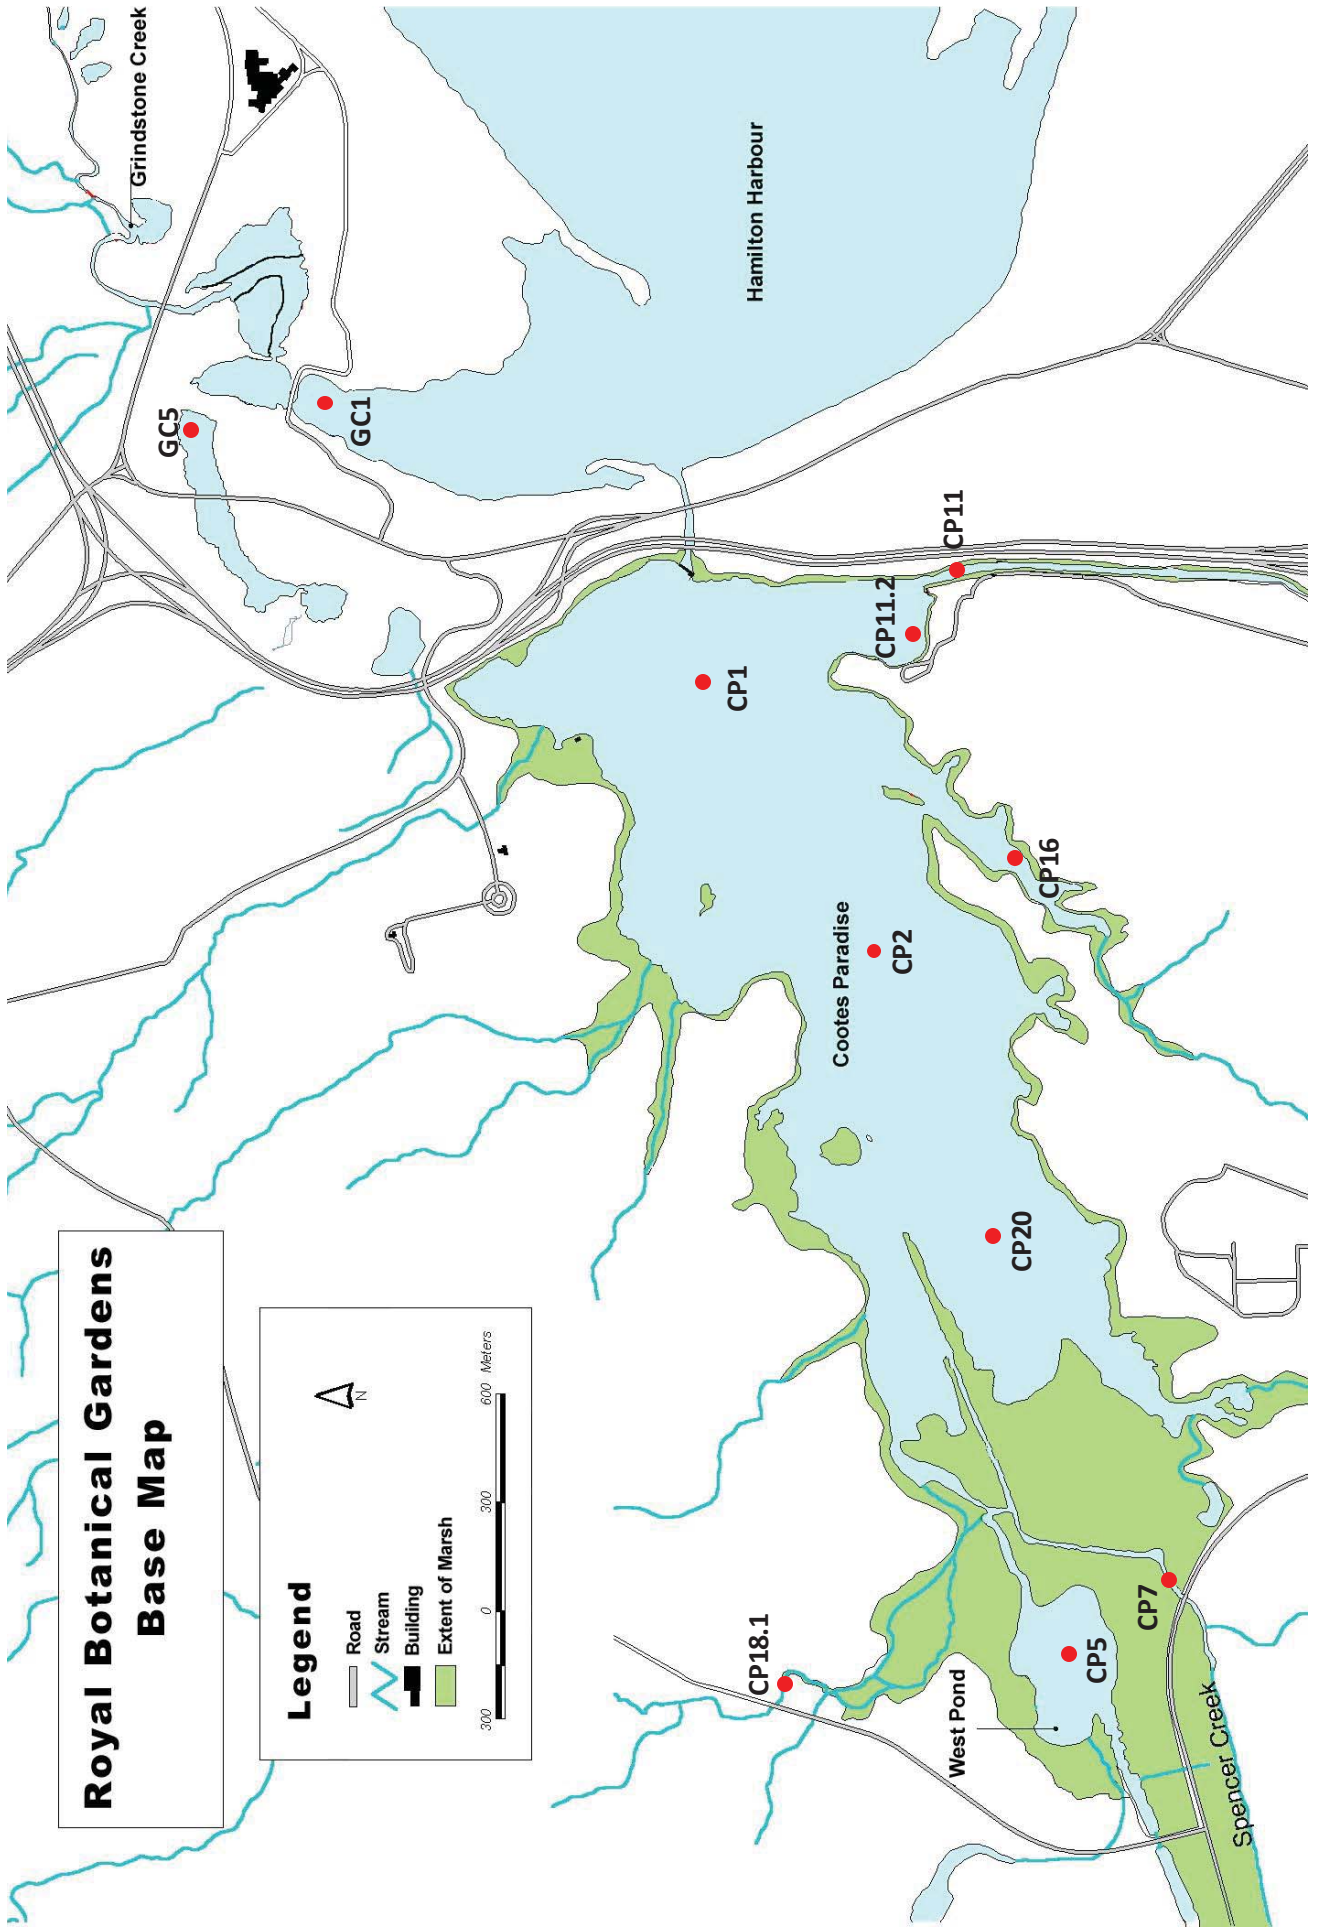 Royal Botanical Gardens
Base Map
Legend
Road
Stream
Building
Extent of Marsh
N
300
0
300
600 Meters
Grindstone Creek
GC5
GC1
Hamilton Harbour
CP11
CP11.2
CP1
CP16
CP2
Cootes Paradise
CP20
CP18.1
CP7
CP5
West Pond
Spencer Creek